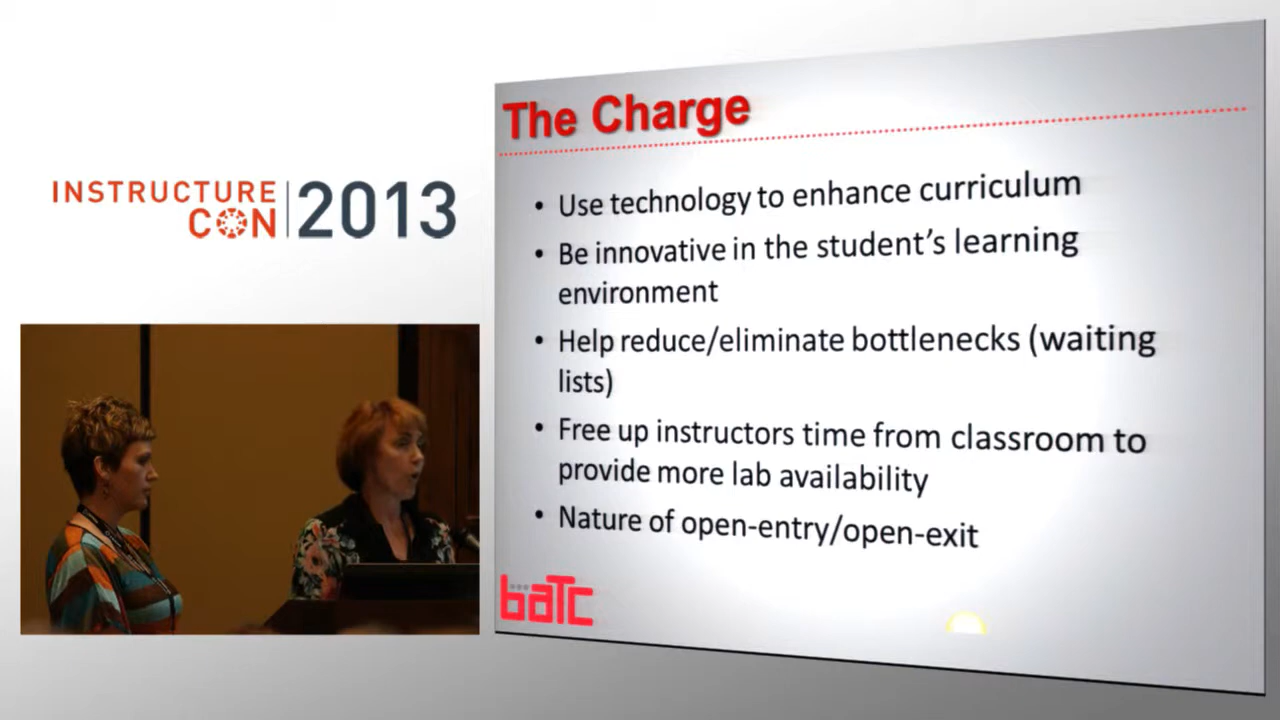 INSTRUCTURE
CON
2013
The Charge
• Use technology to enhance curriculum
• Be innovative in the student's learning
environment
• Help reduce/eliminate bottlenecks (waiting
lists)
• Free up instructors time from classroom to
provide more lab availability
• Nature of open-entry/open-exit
baTc